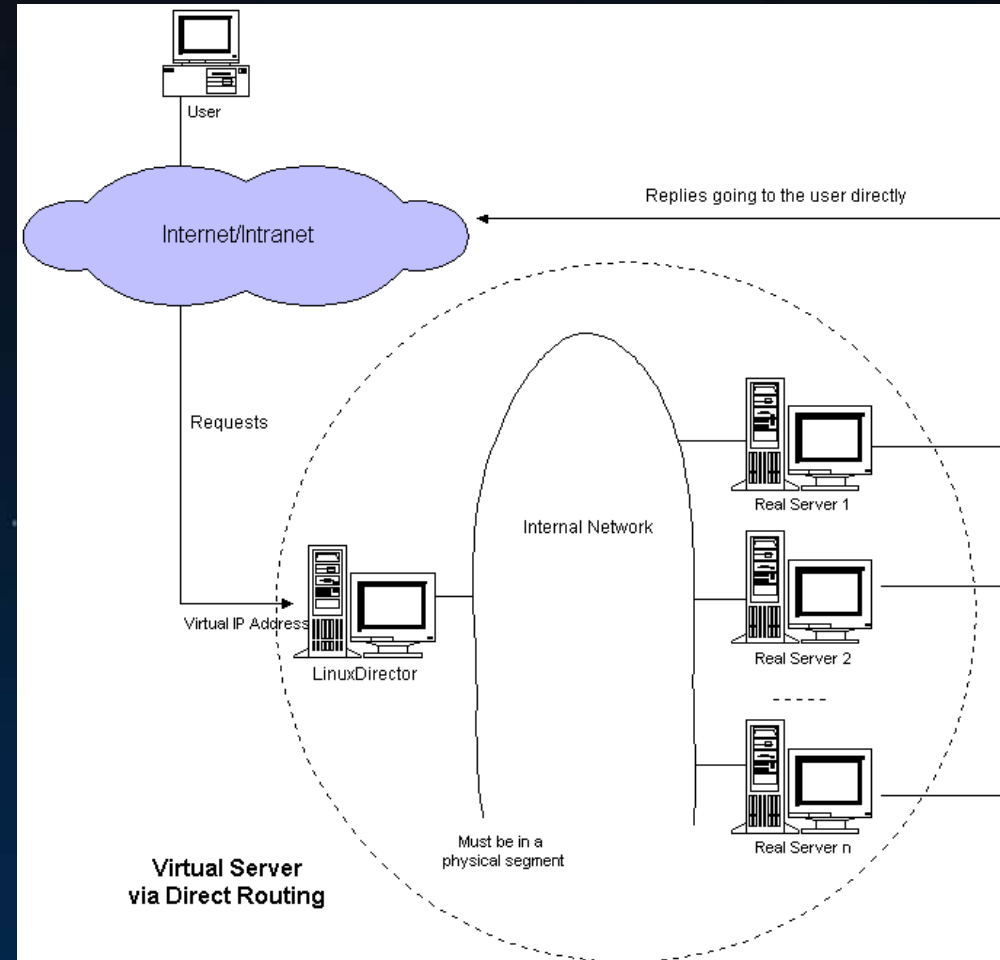 User
Internet/Intranet
Replies going to the user directly
Requests
Real Server 1
Internal Network
Virtual IP Address
LinuxDirector
Real Server 2
Real Server n
Must be in a
physical segment
Virtual Server
via Direct Routing